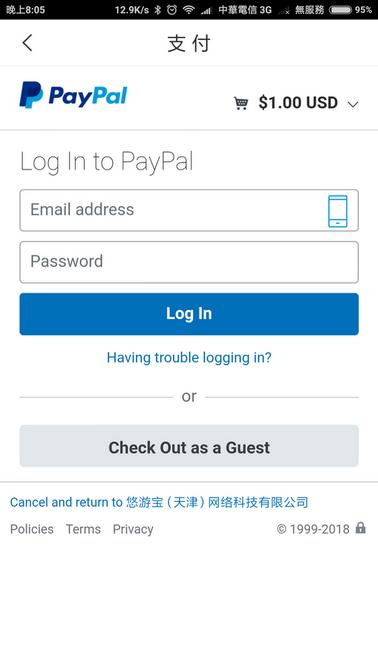 晚上8:05 12.9K/s 中華電信 3G 無服務 95%
支付
PayPal
$1.00 USD
Log In to PayPal
Email address
Password
Log In
Having trouble logging in?
or
Check Out as a Guest
Cancel and return to 悠游宝（天津）网络科技有限公司
Policies Terms Privacy © 1999-2018